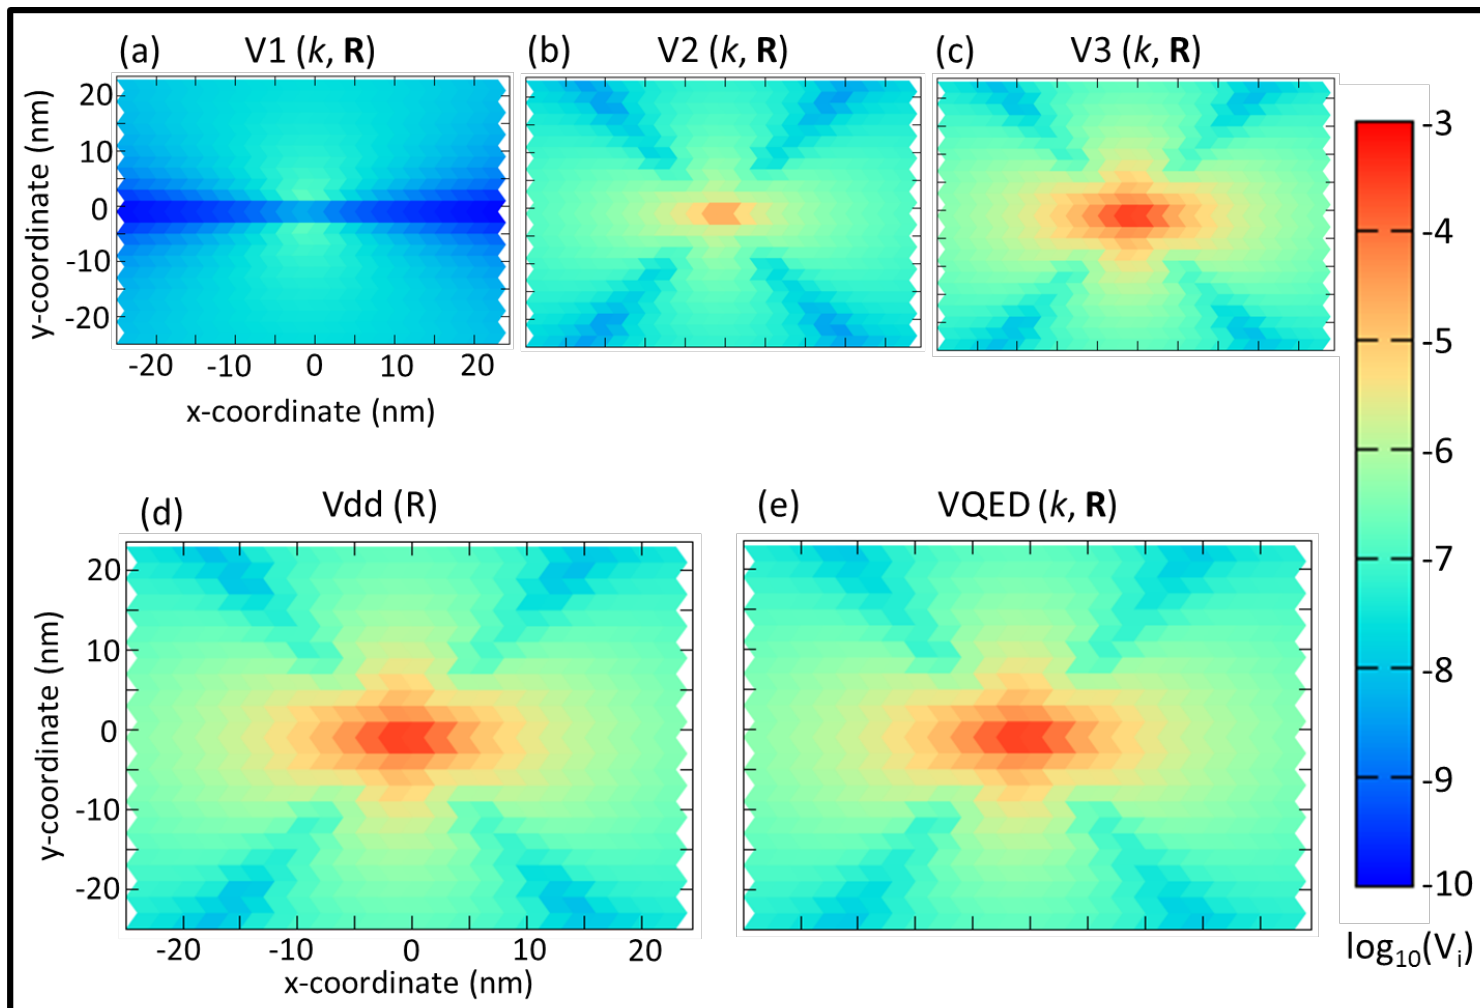 (a) V1 (k, R)
(b) V2 (k, R)
(c) V3 (k, R)
y-coordinate (nm)
20
10
0
-10
-20
-20 -10 0 10 20
x-coordinate (nm)
-3
-4
-5
-6
-7
-8
-9
-10
log10(Vi)
(d) Vdd (R)
(e) VQED (k, R)
y-coordinate (nm)
20
10
0
-10
-20
-20 -10 0 10 20
x-coordinate (nm)